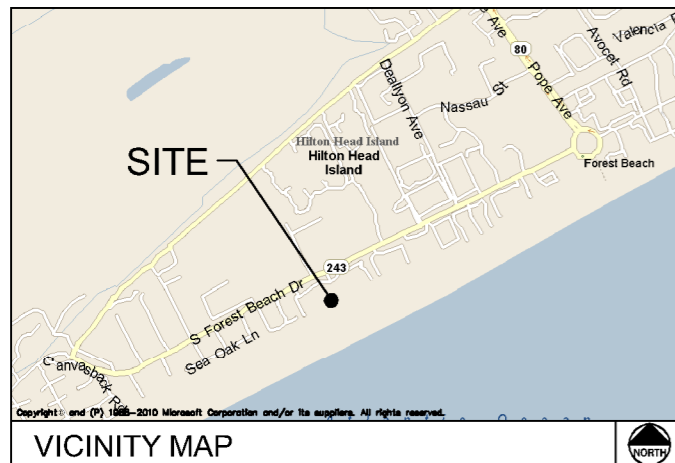 e Ave
80
Pope Ave
Avocet Rd
Valencia R
Deallyon Ave
Nassau St
Hilton Head Island
Hilton Head
Island
SITE
Forest Beach
243
S Forest Beach Dr
Sea Oak Ln
Canvasback Rd
Copyright © and (P) 1988-2010 Microsoft Corporation and/or its suppliers. All rights reserved.
VICINITY MAP
NORTH